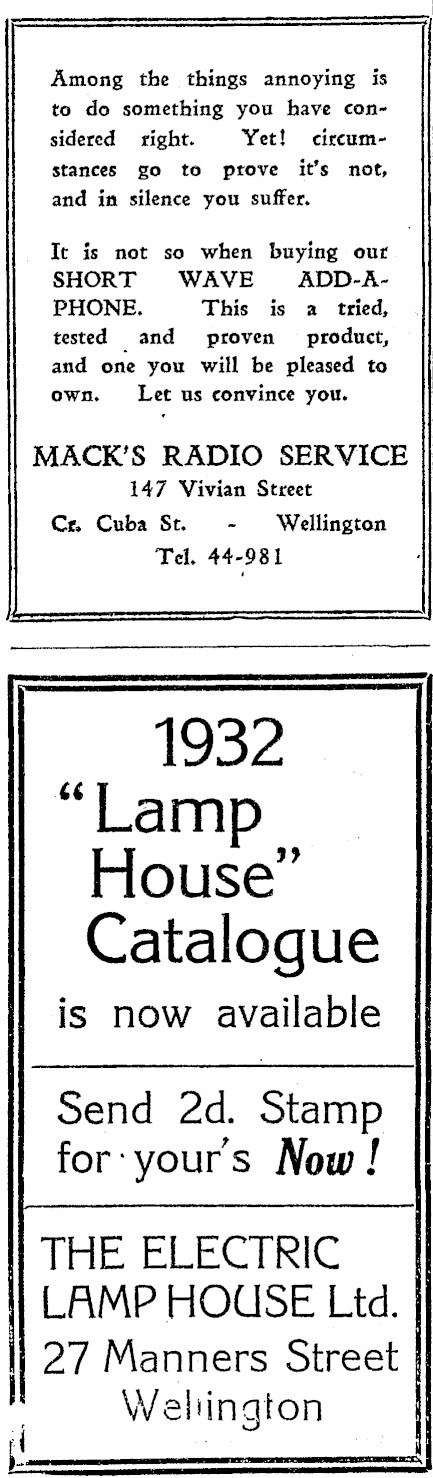 Among the things annoying is
to do something you have con-
sidered right. Yet! circum-
stances go to prove it's not,
and in silence you suffer.
It is not so when buying our
SHORT WAVE ADD-A-
PHONE. This is a tried,
tested and proven product,
and one you will be pleased to
own. Let us convince you.
MACK'S RADIO SERVICE
147 Vivian Street
Cr. Cuba St. - Wellington
Tel. 44-981
1932
“Lamp
House”
Catalogue
is now available
Send 2d. Stamp
for your's Now!
THE ELECTRIC
LAMP HOUSE Ltd.
27 Manners Street
Wellington